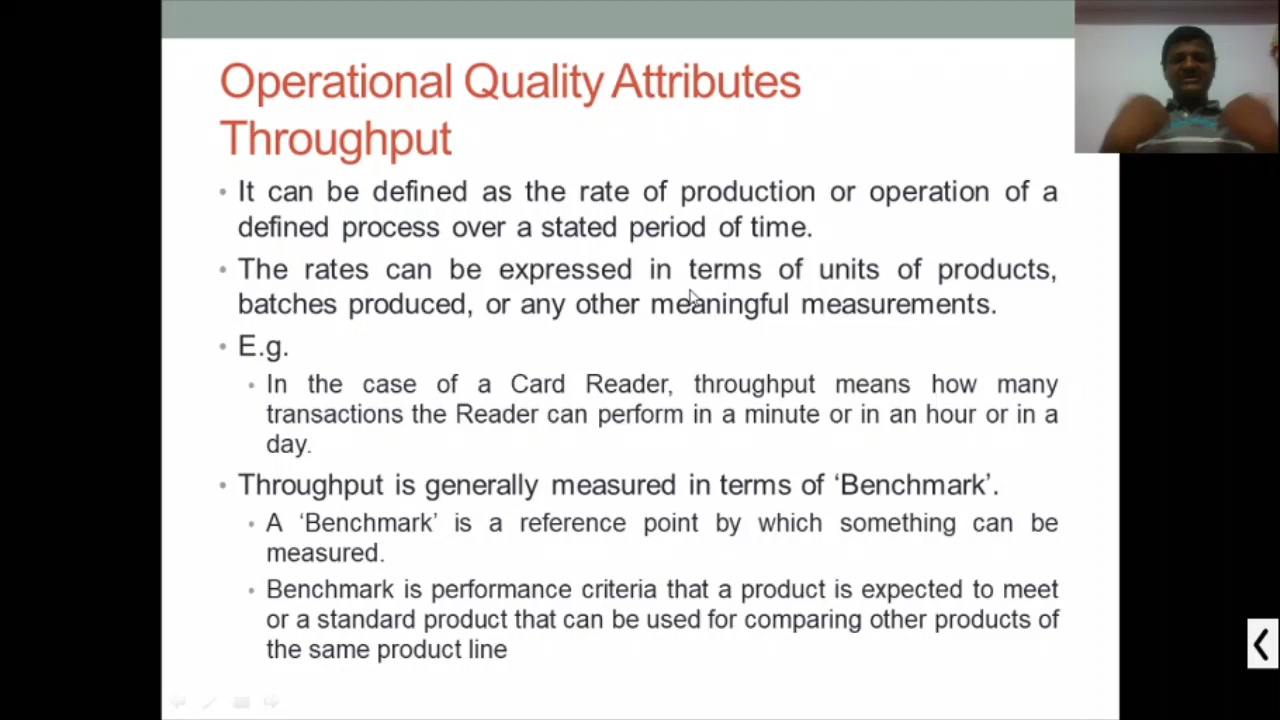 Operational Quality Attributes
Throughput
• It can be defined as the rate of production or operation of a
defined process over a stated period of time.
• The rates can be expressed in terms of units of products,
batches produced, or any other meaningful measurements.
• E.g.
• In the case of a Card Reader, throughput means how many
transactions the Reader can perform in a minute or in an hour or in a
day.
• Throughput is generally measured in terms of ‘Benchmark’.
• A ‘Benchmark’ is a reference point by which something can be
measured.
• Benchmark is performance criteria that a product is expected to meet
or a standard product that can be used for comparing other products of
the same product line